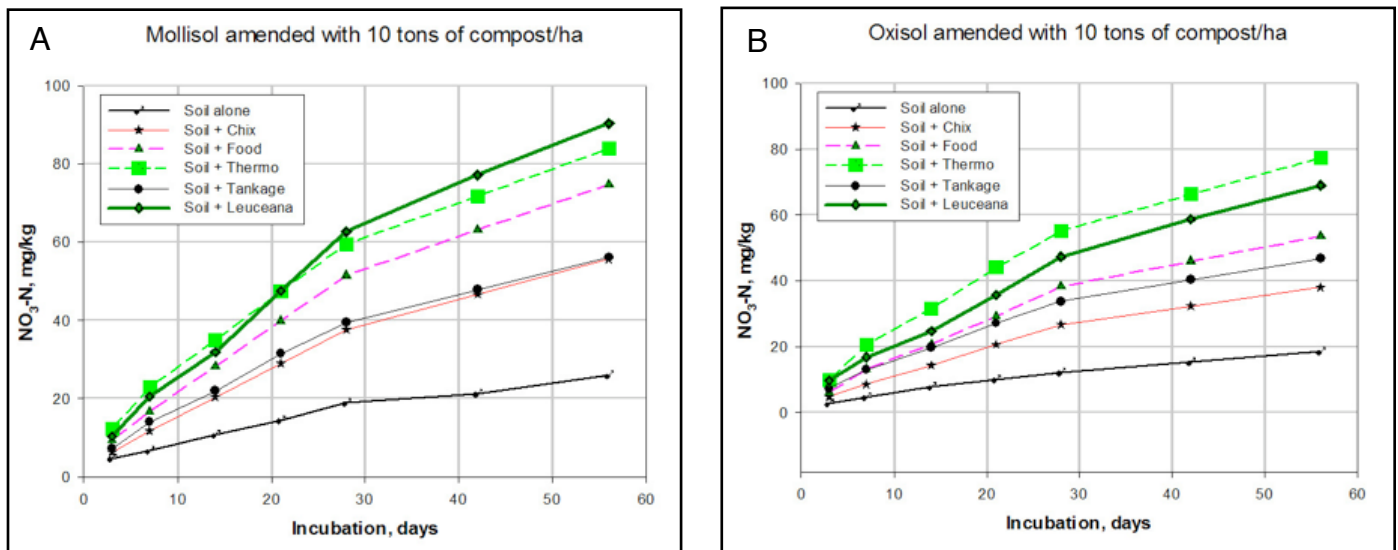 A
Mollisol amended with 10 tons of compost/ha
100
80
60
40
20
0
NO3-N, mg/kg
Soil alone
Soil + Chix
Soil + Food
Soil + Thermo
Soil + Tankage
Soil + Leuceana
0 10 20 30 40 50 60
Incubation, days
B
Oxisol amended with 10 tons of compost/ha
100
80
60
40
20
0
NO3-N, mg/kg
Soil alone
Soil + Chix
Soil + Food
Soil + Thermo
Soil + Tankage
Soil + Leuceana
0 10 20 30 40 50 60
Incubation, days